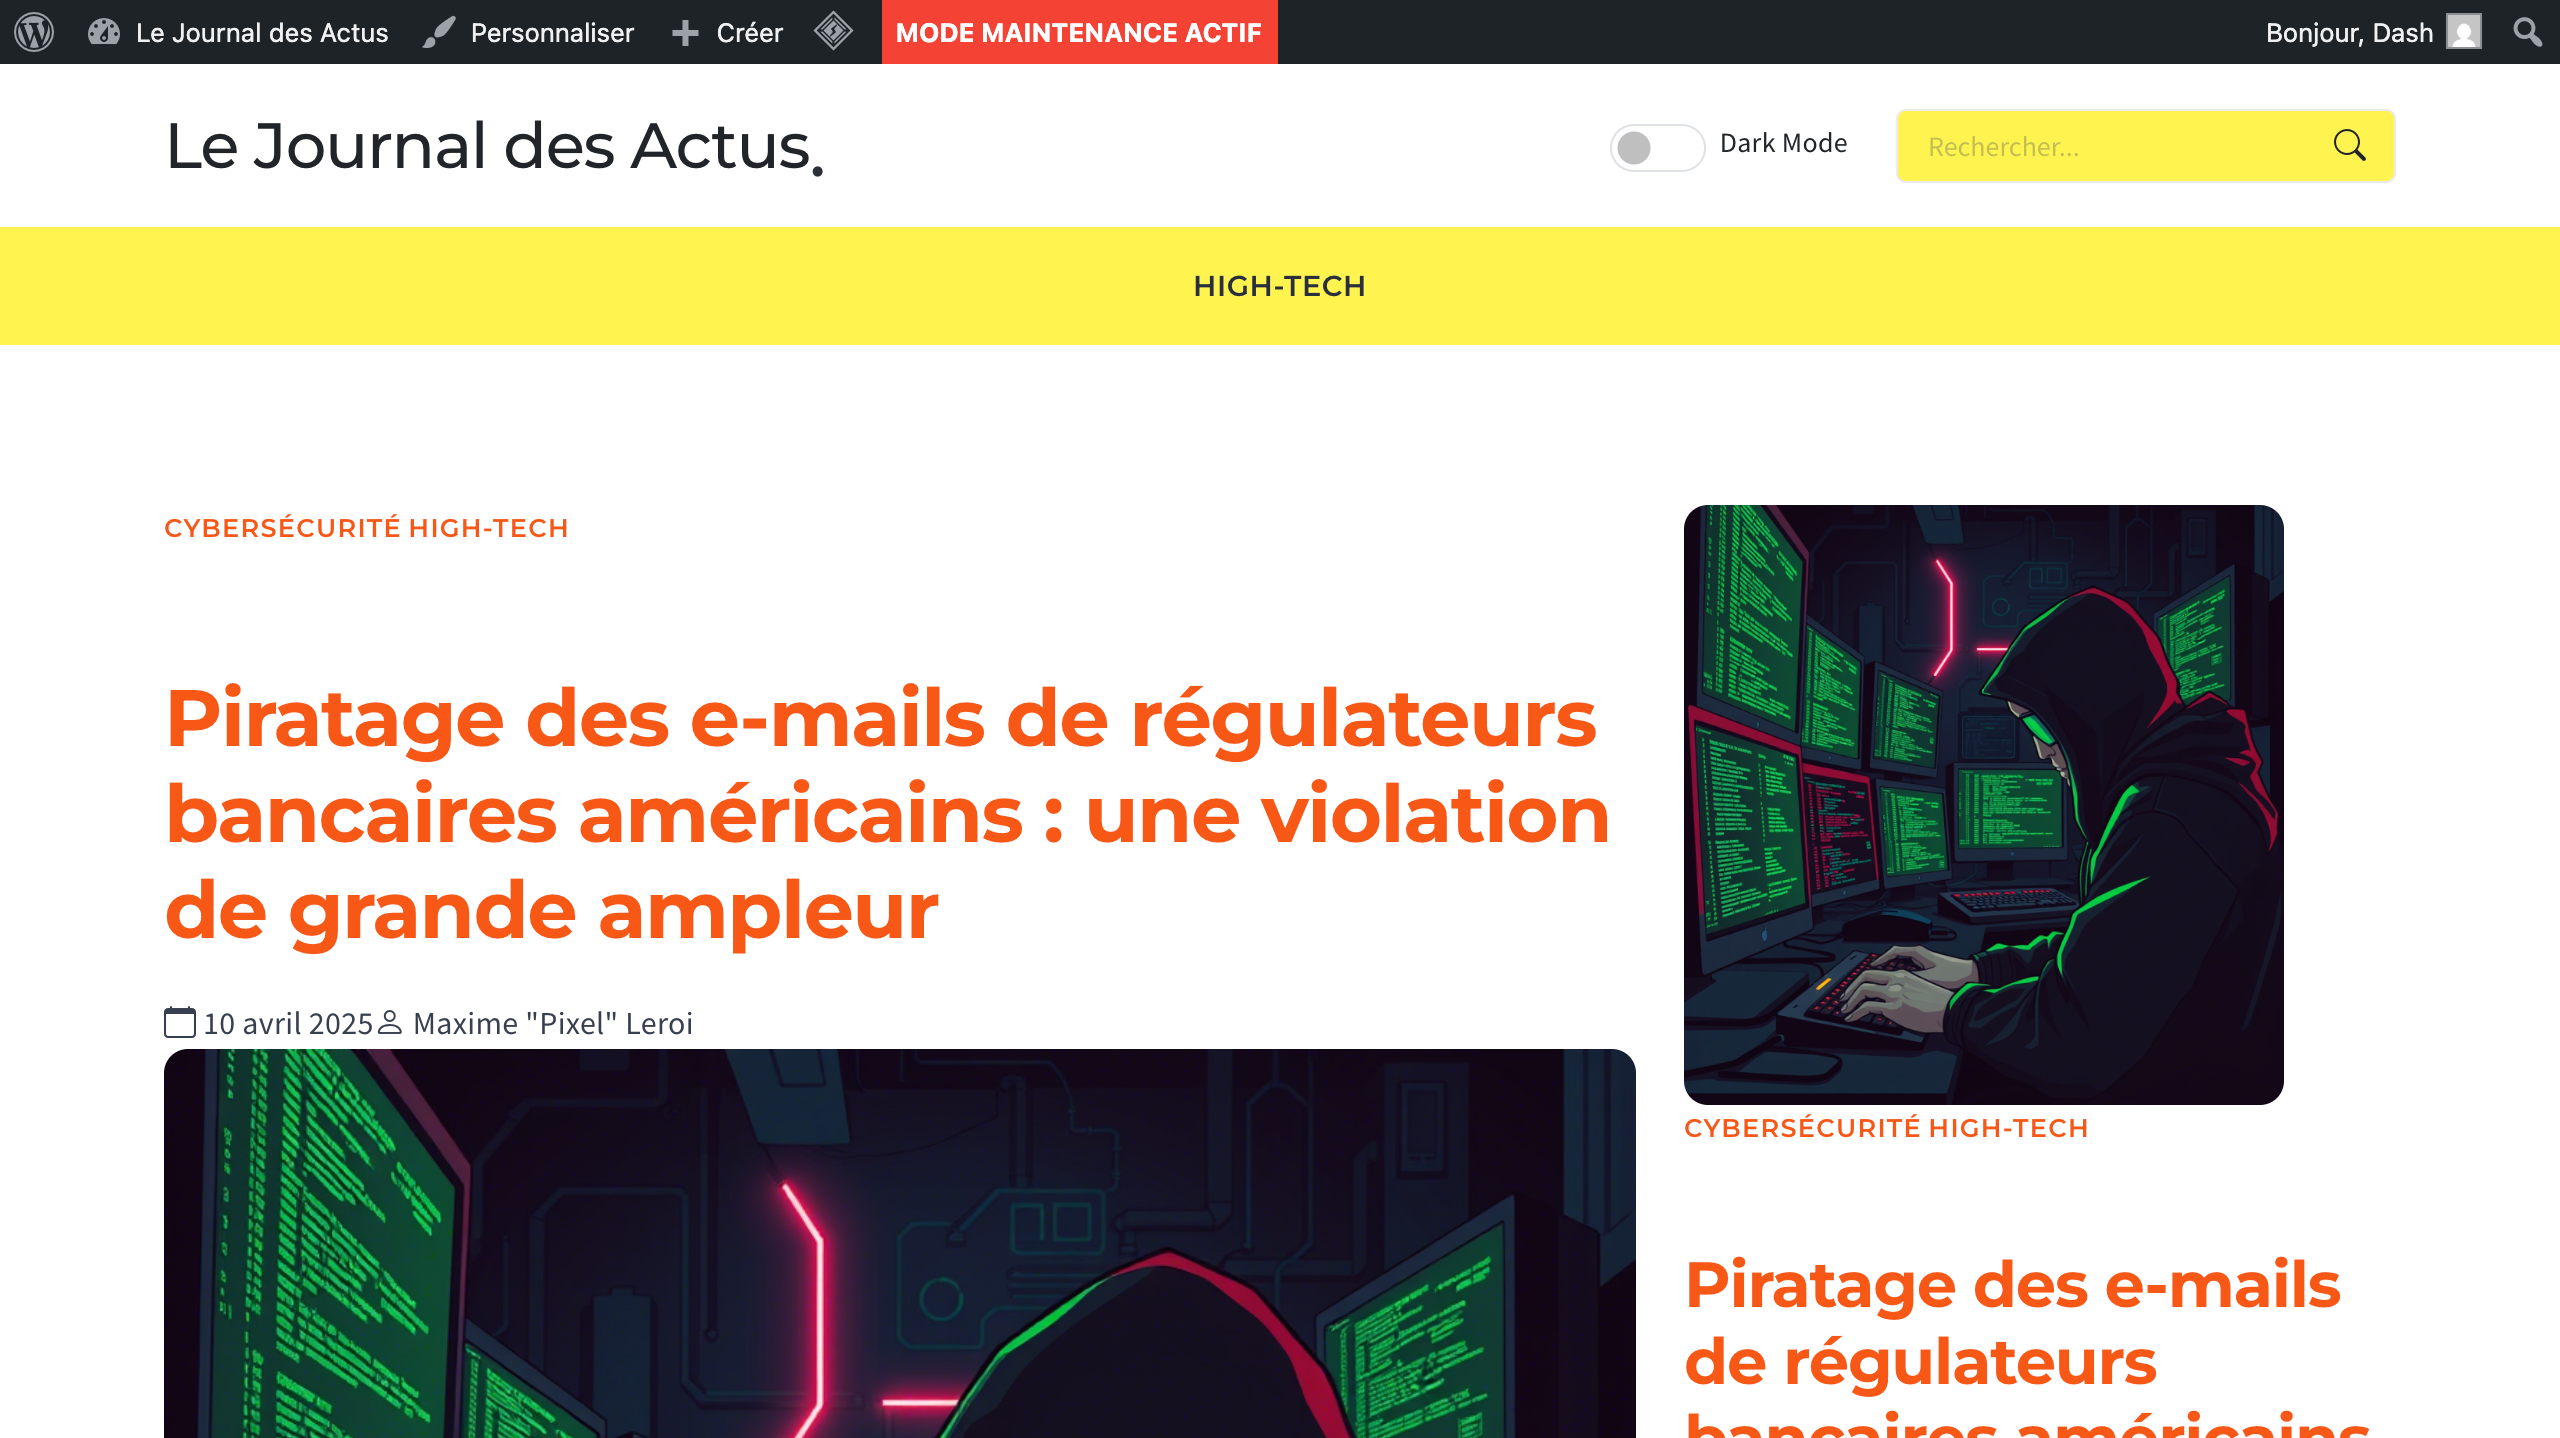 Le Journal des Actus Personnaliser Créer MODE MAINTENANCE ACTIF Bonjour, Dash
Le Journal des Actus.
Dark Mode
Rechercher...
HIGH-TECH
CYBERSÉCURITÉ HIGH-TECH
Piratage des e-mails de régulateurs
bancaires américains : une violation
de grande ampleur
10 avril 2025 Maxime "Pixel" Leroi
CYBERSÉCURITÉ HIGH-TECH
Piratage des e-mails
de régulateurs
bancaires américains